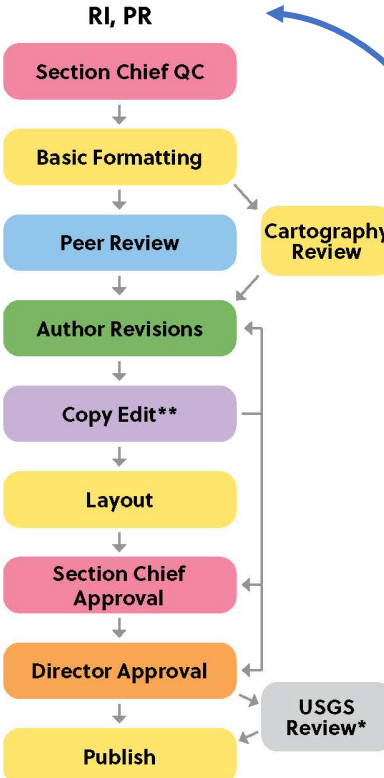 RI, PR
Section Chief QC
Basic Formatting
Peer Review
Cartography
Review
Author Revisions
Copy Edit**
Layout
Section Chief
Approval
Director Approval
USGS
Review*
Publish